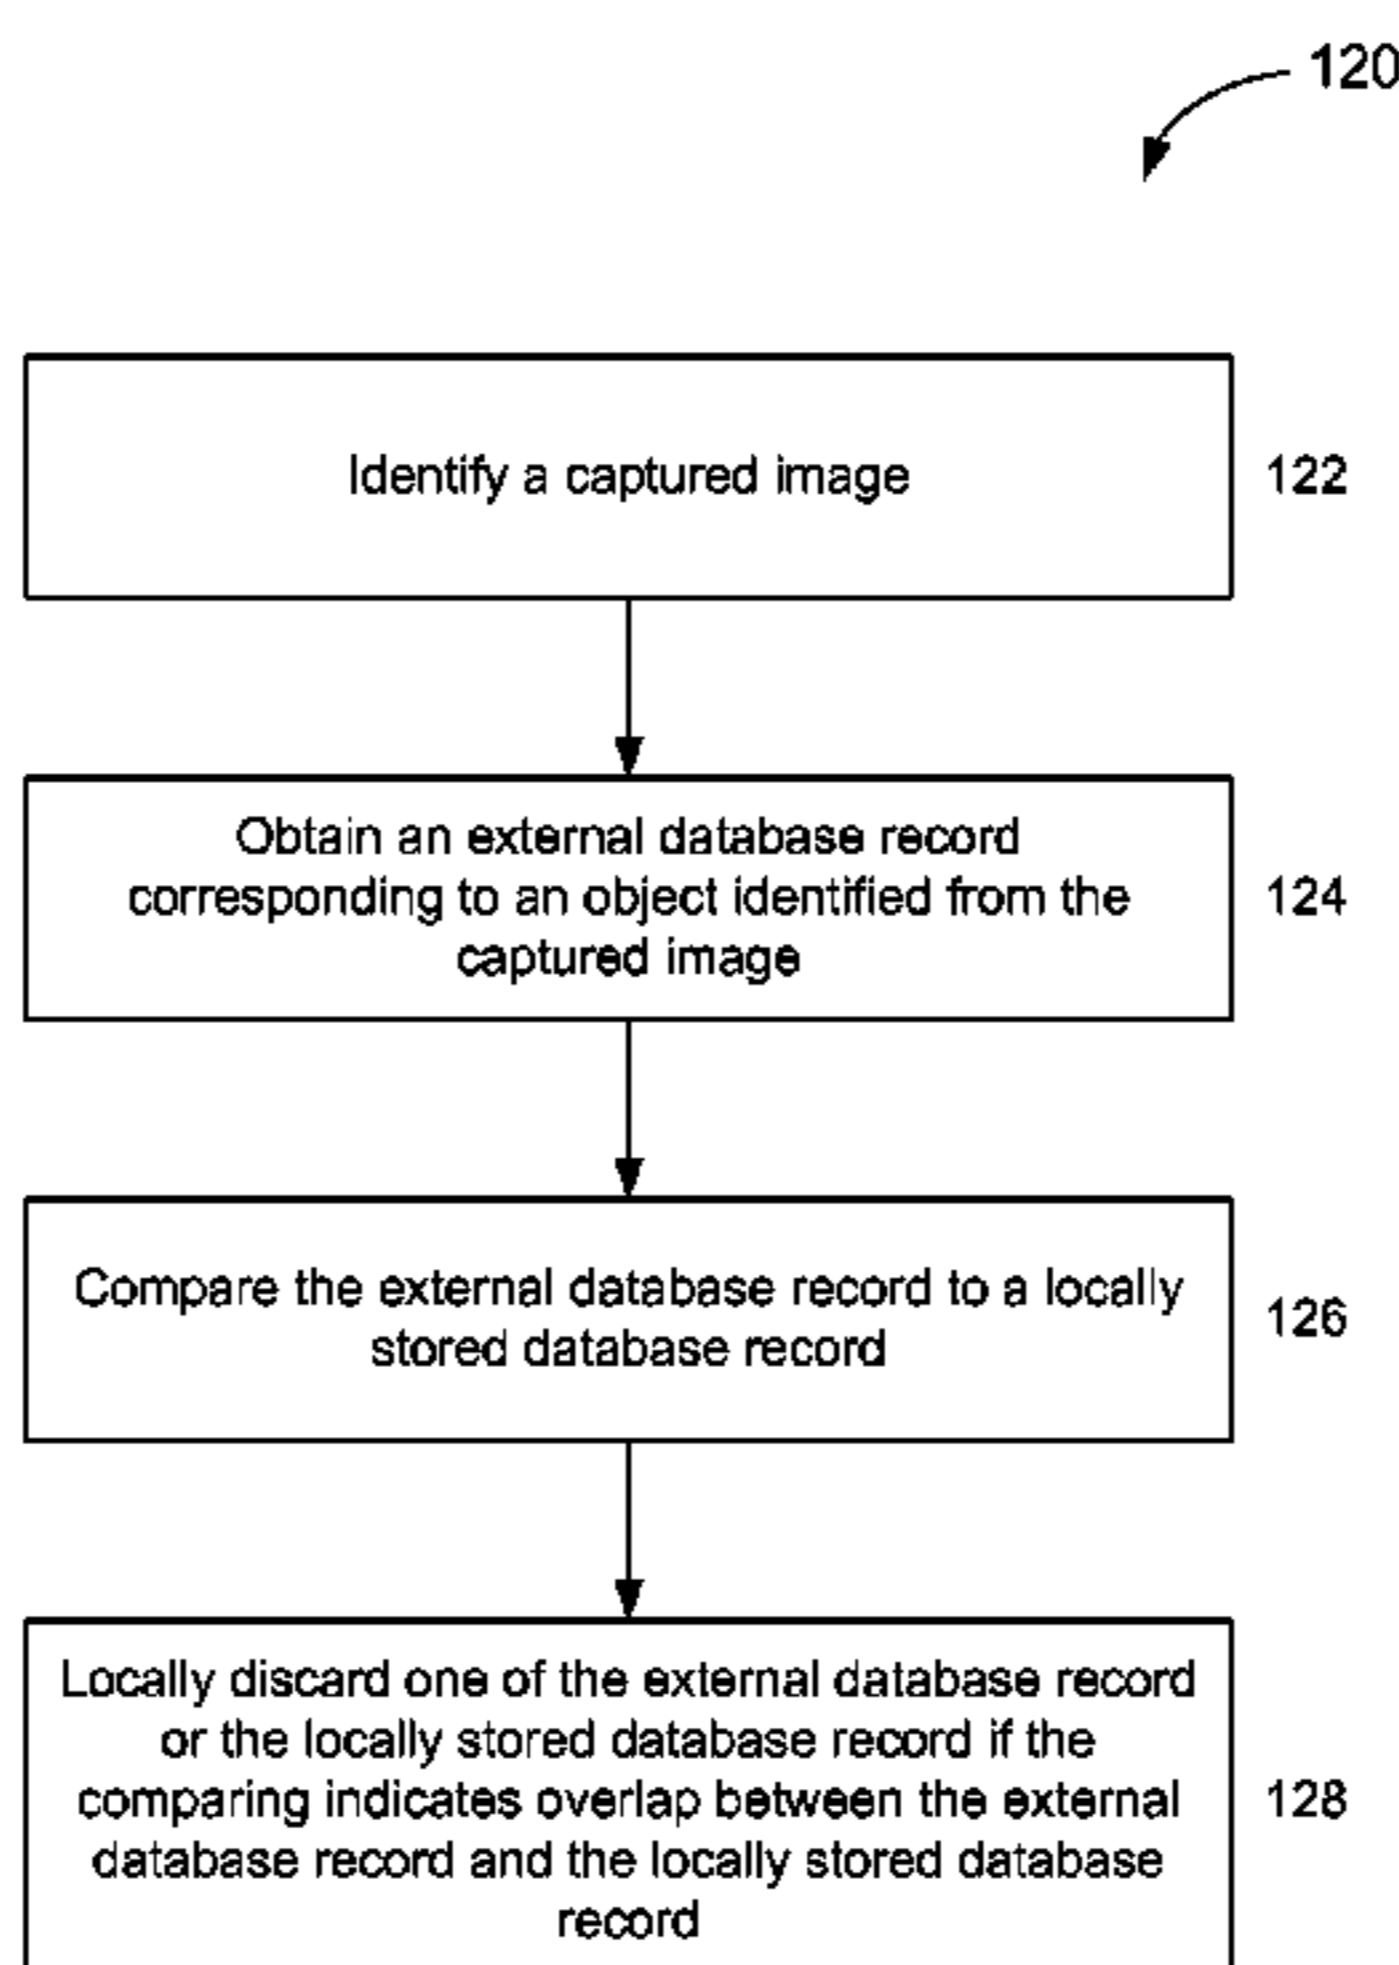 120
Identify a captured image
122
Obtain an external database record
corresponding to an object identified from the
captured image
124
Compare the external database record to a locally
stored database record
126
Locally discard one of the external database record
or the locally stored database record if the
comparing indicates overlap between the external
database record and the locally stored database
record
128